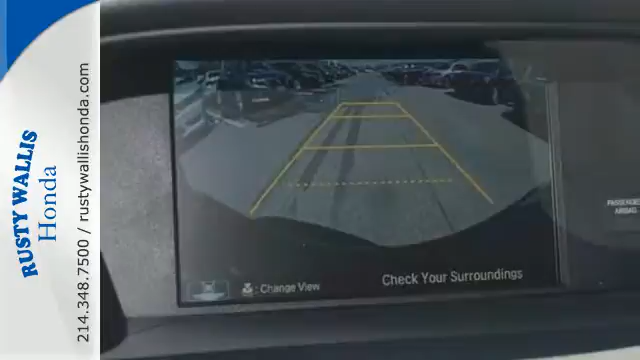 RUSTY WALLIS
Honda
214.348.7500 / rustywallishonda.com
: Change View
Check Your Surroundings
PASSENGER
AIRBAG